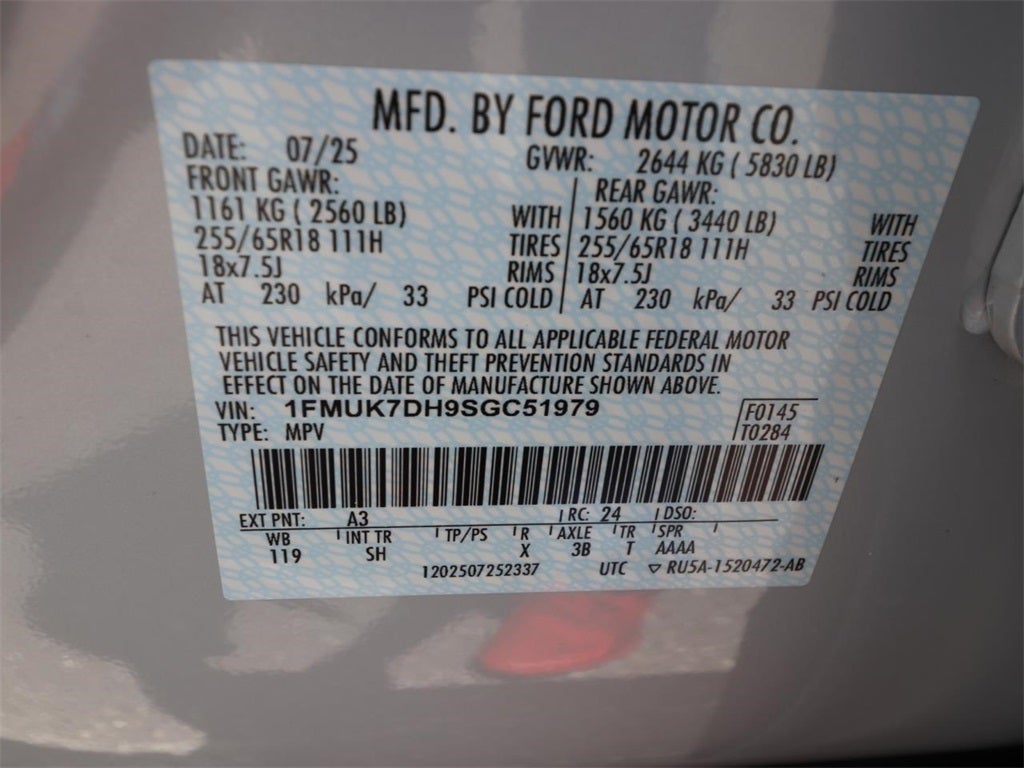 MFD. BY FORD MOTOR CO.
DATE: 07/25 GVWR: 2644 KG ( 5830 LB)
FRONT GAWR: REAR GAWR:
1161 KG ( 2560 LB) WITH 1560 KG ( 3440 LB) WITH
255/65R18 111H TIRES 255/65R18 111H TIRES
18x7.5J RIMS 18x7.5J RIMS
AT 230 kPa/ 33 PSI COLD AT 230 kPa/ 33 PSI COLD
THIS VEHICLE CONFORMS TO ALL APPLICABLE FEDERAL MOTOR
VEHICLE SAFETY AND THEFT PREVENTION STANDARDS IN
EFFECT ON THE DATE OF MANUFACTURE SHOWN ABOVE.
VIN: 1FMUK7DH9SGC51979 F0145
TYPE: MPV T0284
EXT PNT: A3 RC: 24 DSO:
WB INT TR TP/PS R AXLE TR SPR
119 SH X 3B T AAAA
1202507252337 UTC ▽ RU5A-1520472-AB